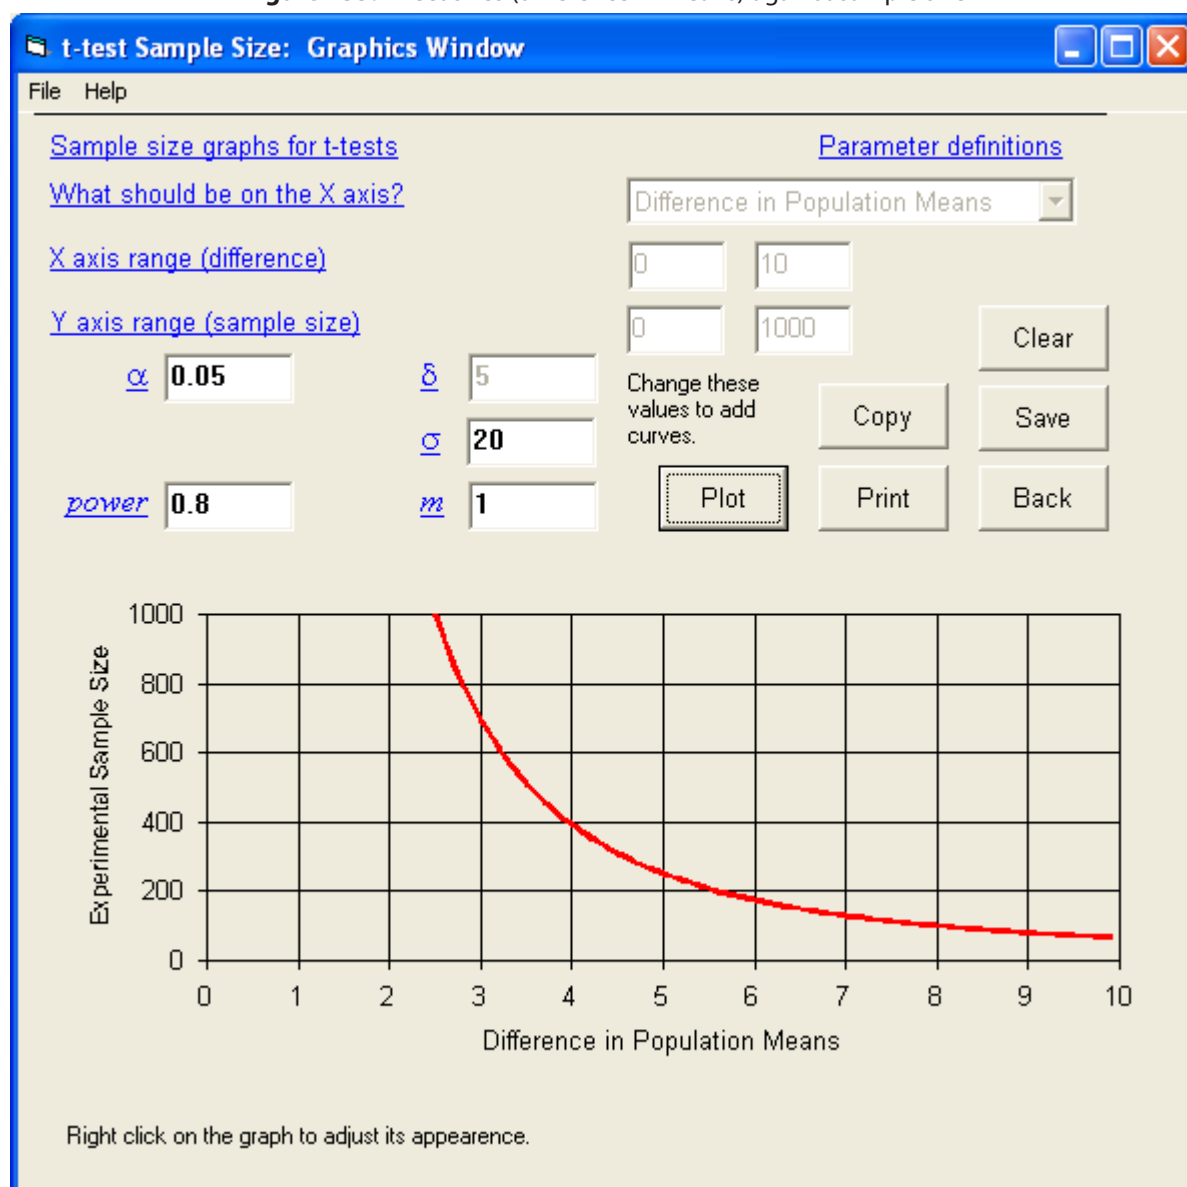 t-test Sample Size: Graphics Window
File Help
Sample size graphs for t-tests Parameter definitions
What should be on the X axis? Difference in Population Means
X axis range (difference) 0 10
Y axis range (sample size) 0 1000 Clear
α 0.05 δ 5 Change these
values to add
curves. Copy Save
σ 20
power 0.8 m 1 Plot Print Back
Experimental Sample Size
1000
800
600
400
200
0
0 1 2 3 4 5 6 7 8 9 10
Difference in Population Means
Right click on the graph to adjust its appearence.